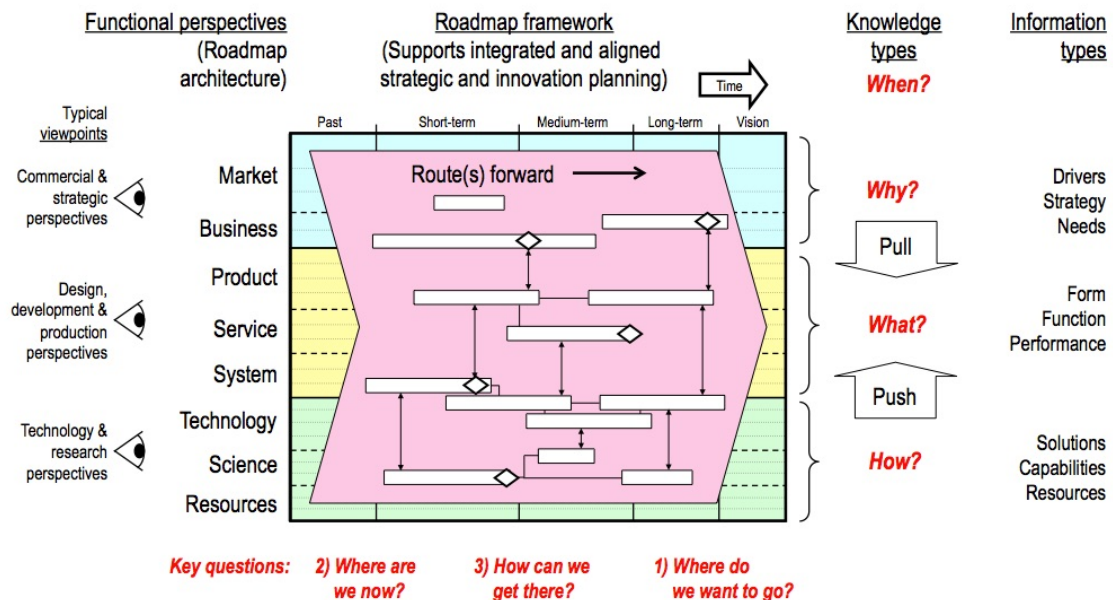 Functional perspectives
(Roadmap
architecture)
Roadmap framework
(Supports integrated and aligned
strategic and innovation planning)
Time
Knowledge
types
When?
Information
types
Typical
viewpoints
Past
Short-term
Medium-term
Long-term
Vision
Commercial &
strategic
perspectives
Market
Business
Route(s) forward
Why?
Drivers
Strategy
Needs
Pull
Design,
development &
production
perspectives
Product
Service
System
What?
Form
Function
Performance
Push
Technology &
research
perspectives
Technology
Science
Resources
How?
Solutions
Capabilities
Resources
Key questions:
2) Where are
we now?
3) How can we
get there?
1) Where do
we want to go?